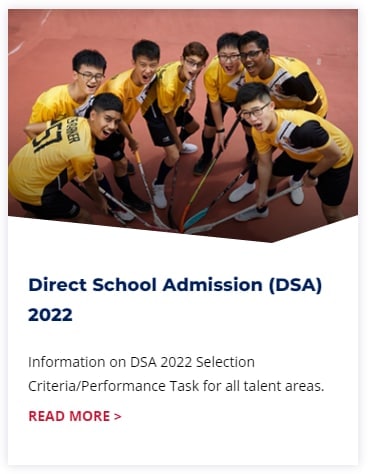 Direct School Admission (DSA)
2022
Information on DSA 2022 Selection
Criteria/Performance Task for all talent areas.
READ MORE >